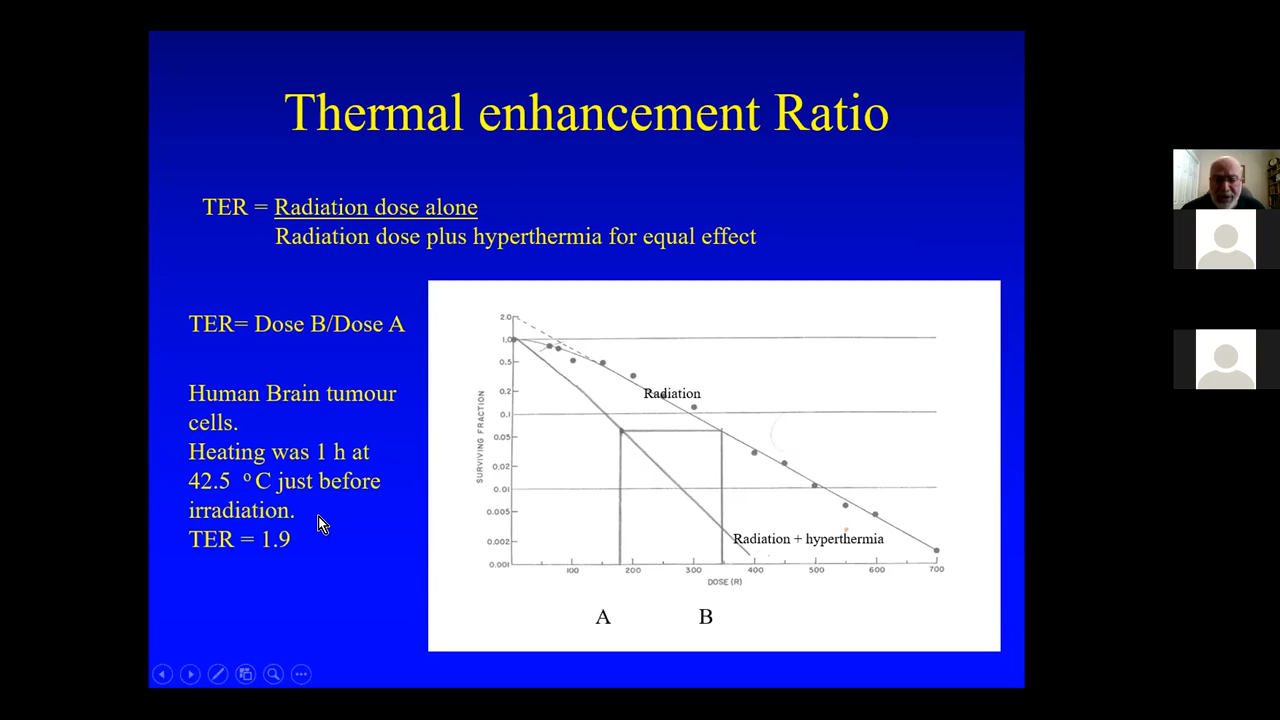 Thermal enhancement Ratio
TER = Radiation dose alone
Radiation dose plus hyperthermia for equal effect
TER= Dose B/Dose A
Human Brain tumour
cells.
Heating was 1 h at
42.5 ° C just before
irradiation.
TER = 1.9
2.0
1.0
0.5
0.2
0.1
0.05
0.02
0.01
0.005
0.002
0.001
SURVIVING FRACTION
Radiation
Radiation + hyperthermia
100 200 300 400 500 600 700
DOSE (R)
A B